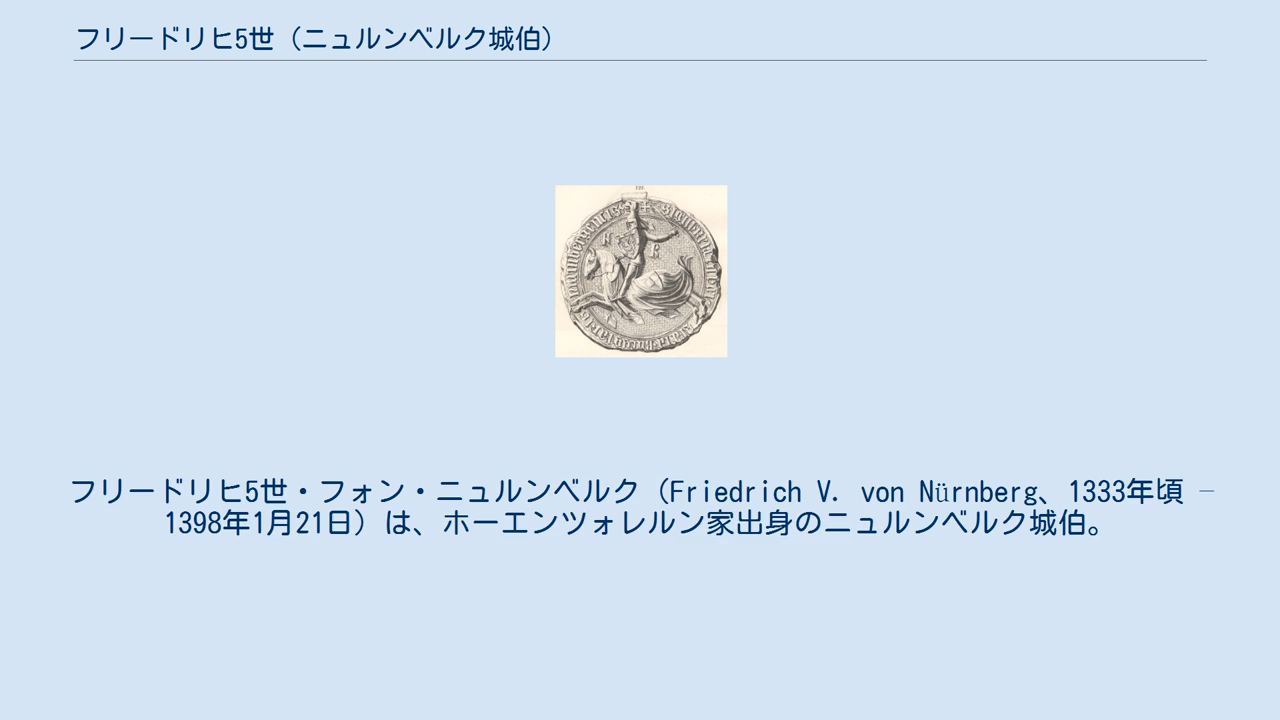 フリードリヒ5世（ニュルンベルク城伯）
フリードリヒ5世・フォン・ニュルンベルク（Friedrich V. von Nürnberg、1333年頃 –
1398年1月21日）は、ホーエンツォレルン家出身のニュルンベルク城伯。